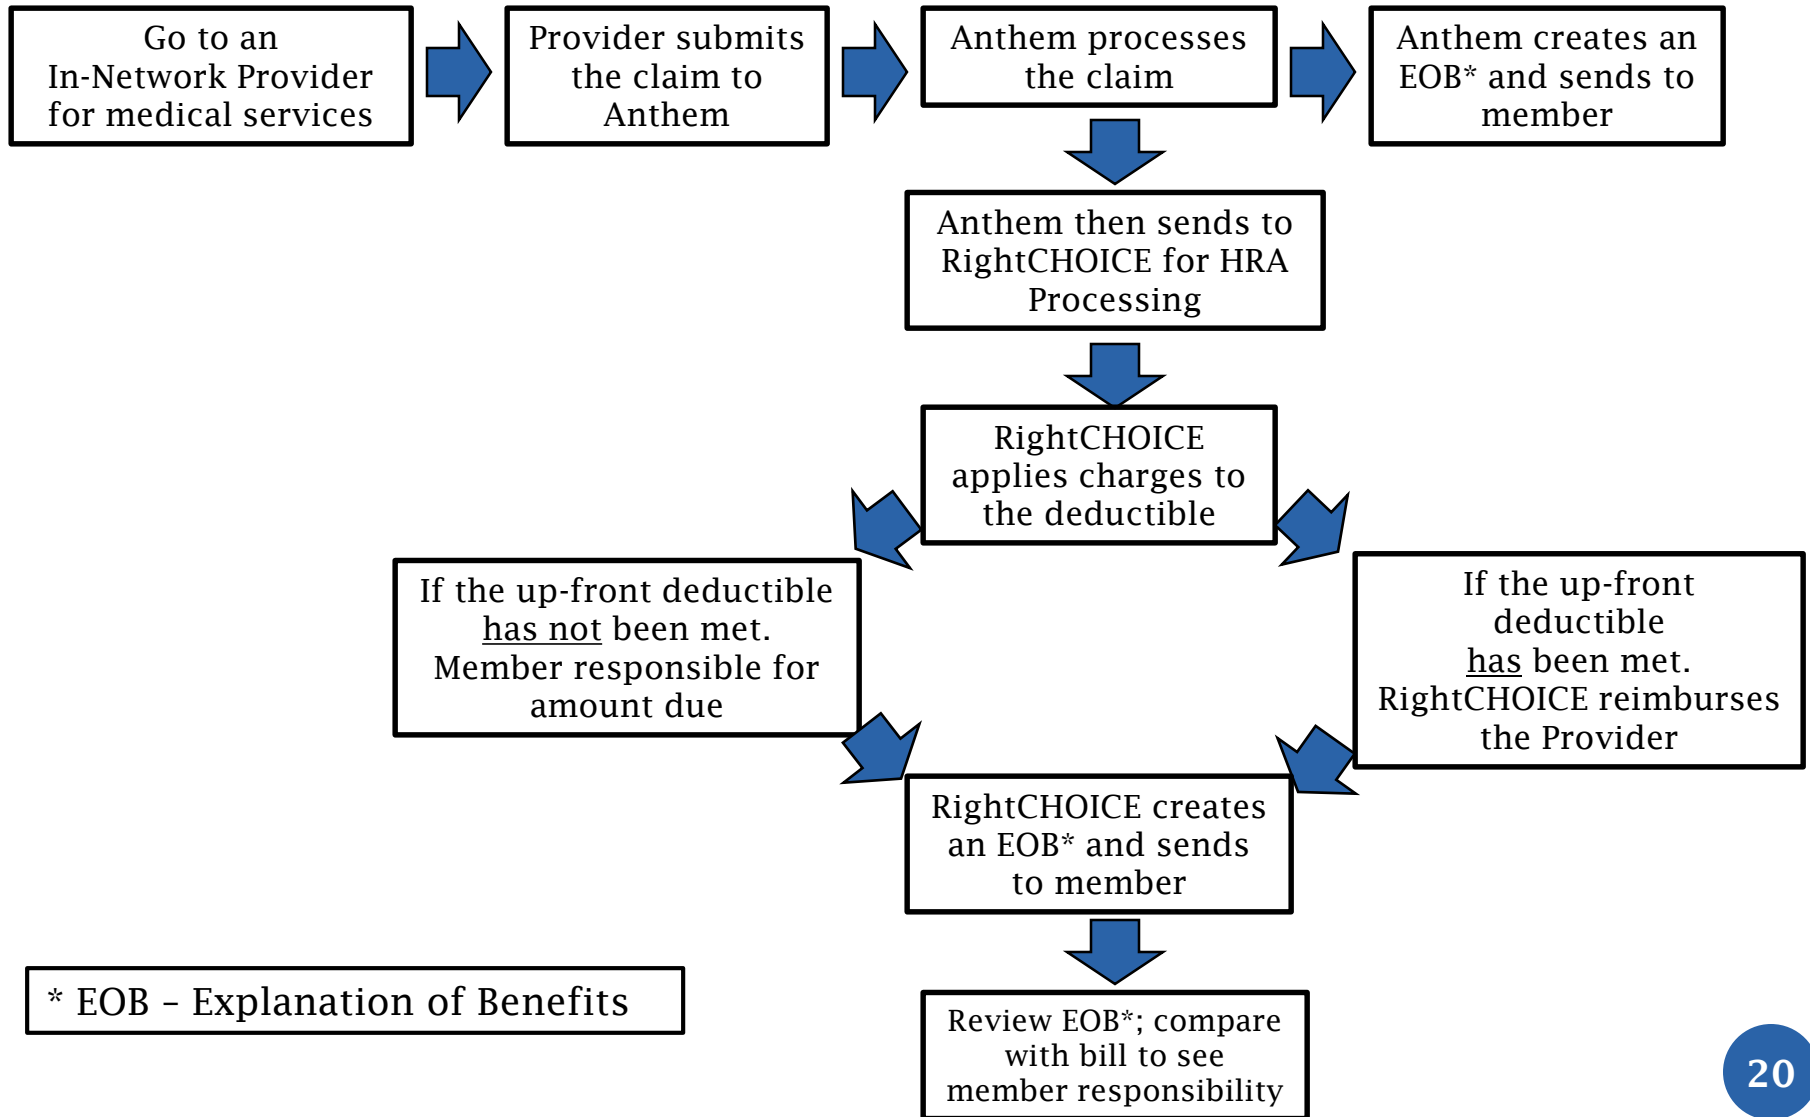 Go to an
In-Network Provider
for medical services
Provider submits
the claim to
Anthem
Anthem processes
the claim
Anthem creates an
EOB* and sends to
member
Anthem then sends to
RightCHOICE for HRA
Processing
RightCHOICE
applies charges to
the deductible
If the up-front deductible
has not been met.
Member responsible for
amount due
If the up-front
deductible
has been met.
RightCHOICE reimburses
the Provider
RightCHOICE creates
an EOB* and sends
to member
Review EOB*; compare
with bill to see
member responsibility
* EOB – Explanation of Benefits
20